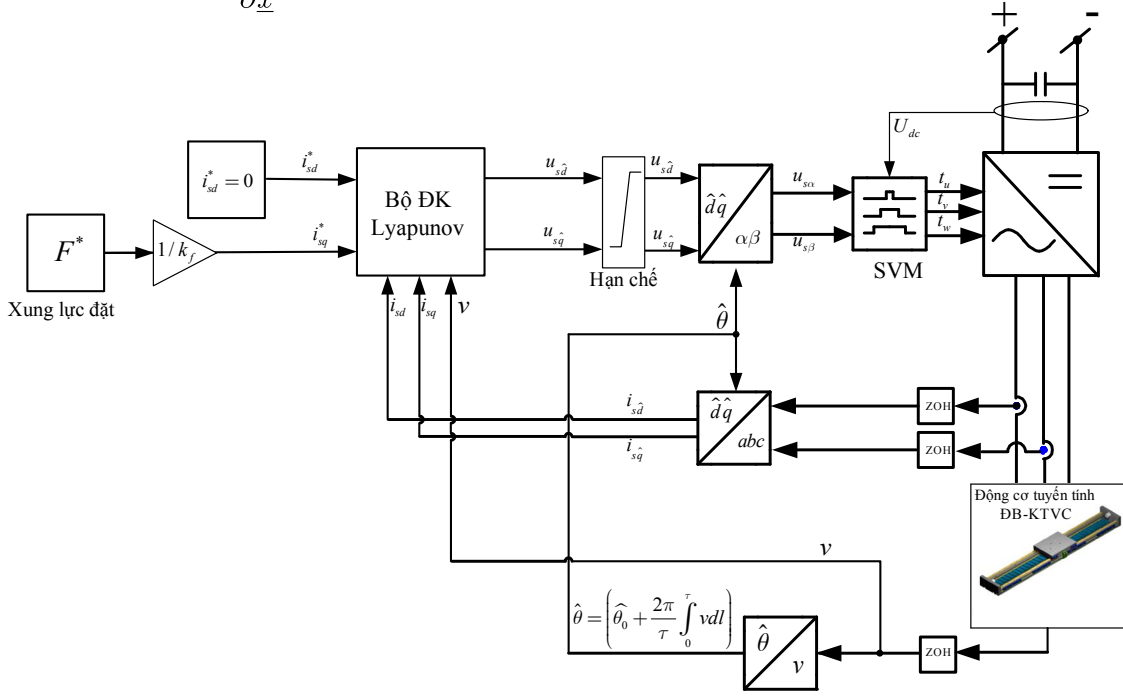 ∂x
+ -
U_dc
i*_sd = 0
i*_sd
Bộ ĐK
Lyapunov
u_sd̂
u_sd̂
d̂q̂
αβ
u_sα
t_u
t_v
t_w
F*
1/k_f
i*_sq
u_sq̂
u_sq̂
u_sβ
SVM
Hạn chế
Xung lực đặt
i_sd
i_sq
v
θ̂
i_sd̂
d̂q̂
abc
ZOH
i_sq̂
ZOH
Động cơ tuyến tính
ĐB-KTVC
v
θ̂ = (θ̂_0 + 2π/τ ∫_0^τ vdl)
θ̂
v
ZOH